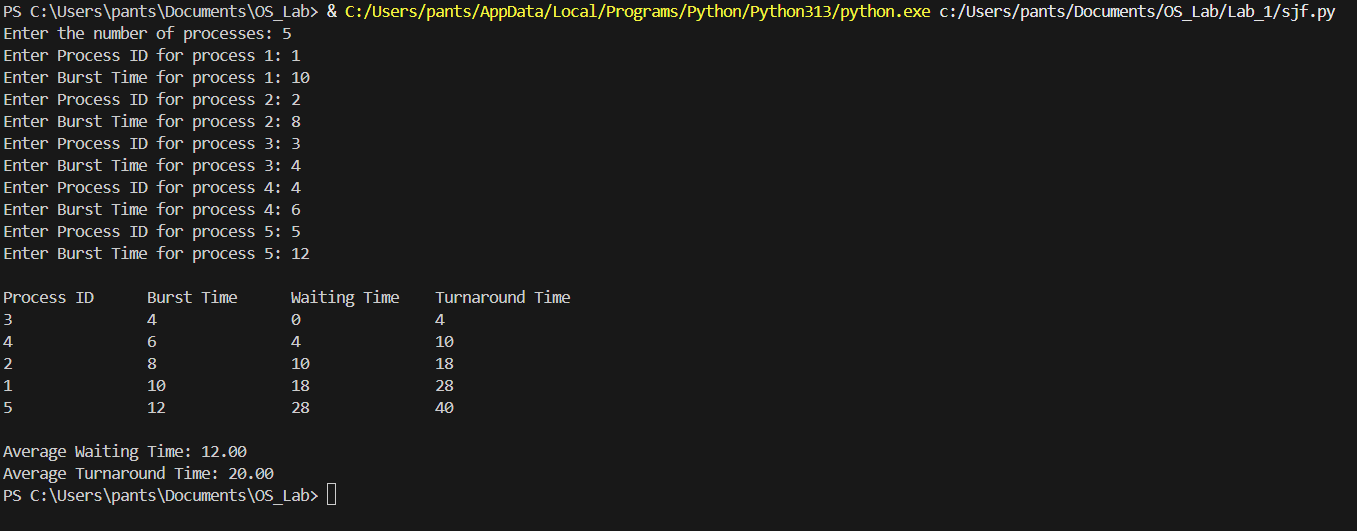 PS C:\Users\pants\Documents\OS_Lab> & C:/Users/pants/AppData/Local/Programs/Python/Python313/python.exe c:/Users/pants/Documents/OS_Lab/Lab_1/sjf.py
Enter the number of processes: 5
Enter Process ID for process 1: 1
Enter Burst Time for process 1: 10
Enter Process ID for process 2: 2
Enter Burst Time for process 2: 8
Enter Process ID for process 3: 3
Enter Burst Time for process 3: 4
Enter Process ID for process 4: 4
Enter Burst Time for process 4: 6
Enter Process ID for process 5: 5
Enter Burst Time for process 5: 12
Process ID      Burst Time      Waiting Time    Turnaround Time
3               4               0               4
4               6               4               10
2               8               10              18
1               10              18              28
5               12              28              40
Average Waiting Time: 12.00
Average Turnaround Time: 20.00
PS C:\Users\pants\Documents\OS_Lab>